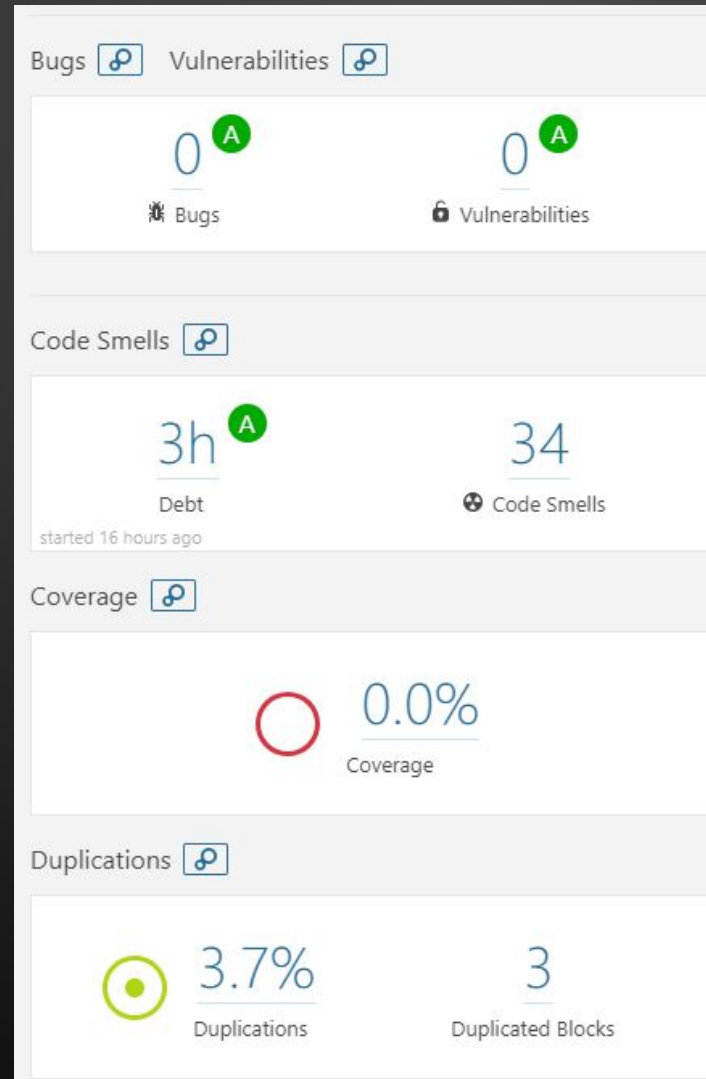 Bugs Vulnerabilities
0 A 0 A
Bugs Vulnerabilities
Code Smells
3h A 34
Debt Code Smells
started 16 hours ago
Coverage
0.0%
Coverage
Duplications
3.7% 3
Duplications Duplicated Blocks